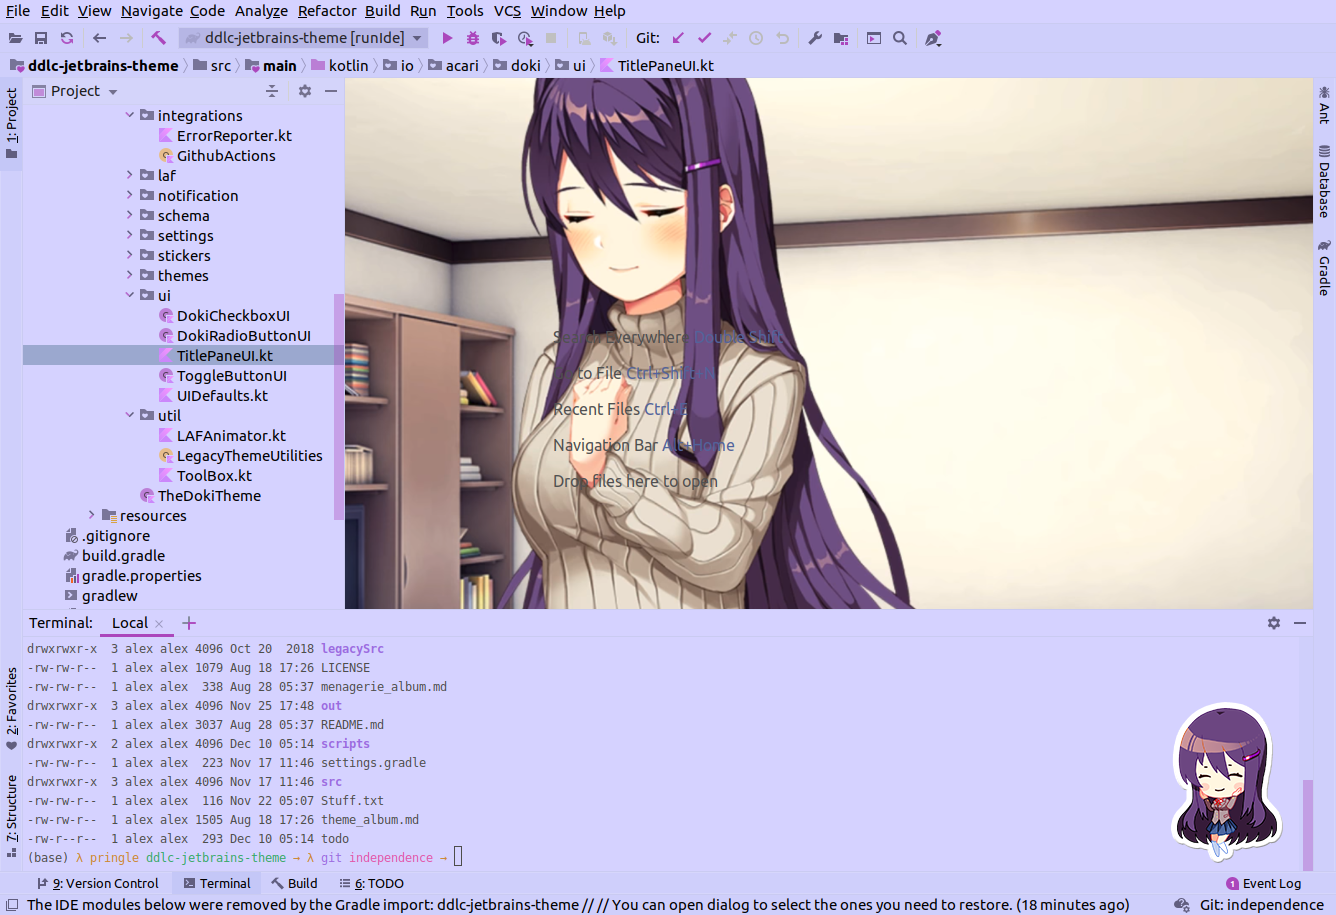 File Edit View Navigate Code Analyze Refactor Build Run Tools VCS Window Help
ddlc-jetbrains-theme [runIde] Git:
ddlc-jetbrains-theme src main kotlin io acari doki ui TitlePaneUI.kt
1: Project
Project
integrations
ErrorReporter.kt
GithubActions
laf
notification
schema
settings
stickers
themes
ui
DokiCheckboxUI
DokiRadioButtonUI
TitlePaneUI.kt
ToggleButtonUI
UIDefaults.kt
util
LAFAnimator.kt
LegacyThemeUtilities
ToolBox.kt
TheDokiTheme
resources
.gitignore
build.gradle
gradle.properties
gradlew
Search Everywhere Double Shift
Go to File Ctrl+Shift+N
Recent Files Ctrl+E
Navigation Bar Alt+Home
Drop files here to open
Ant
Database
Gradle
2: Favorites
7: Structure
Terminal: Local
drwxrwxr-x 3 alex alex 4096 Oct 20 2018 legacySrc
-rw-rw-r-- 1 alex alex 1079 Aug 18 17:26 LICENSE
-rw-rw-r-- 1 alex alex 338 Aug 28 05:37 menagerie_album.md
drwxrwxr-x 3 alex alex 4096 Nov 25 17:48 out
-rw-rw-r-- 1 alex alex 3037 Aug 28 05:37 README.md
drwxrwxr-x 2 alex alex 4096 Dec 10 05:14 scripts
-rw-rw-r-- 1 alex alex 223 Nov 17 11:46 settings.gradle
drwxrwxr-x 3 alex alex 4096 Nov 17 11:46 src
-rw-rw-r-- 1 alex alex 116 Nov 22 05:07 Stuff.txt
-rw-rw-r-- 1 alex alex 1505 Aug 18 17:26 theme_album.md
-rw-r--r-- 1 alex alex 293 Dec 10 05:14 todo
(base) λ pringle ddlc-jetbrains-theme → λ git independence →
9: Version Control Terminal Build 6: TODO 1 Event Log
The IDE modules below were removed by the Gradle import: ddlc-jetbrains-theme // // You can open dialog to select the ones you need to restore. (18 minutes ago) Git: independence